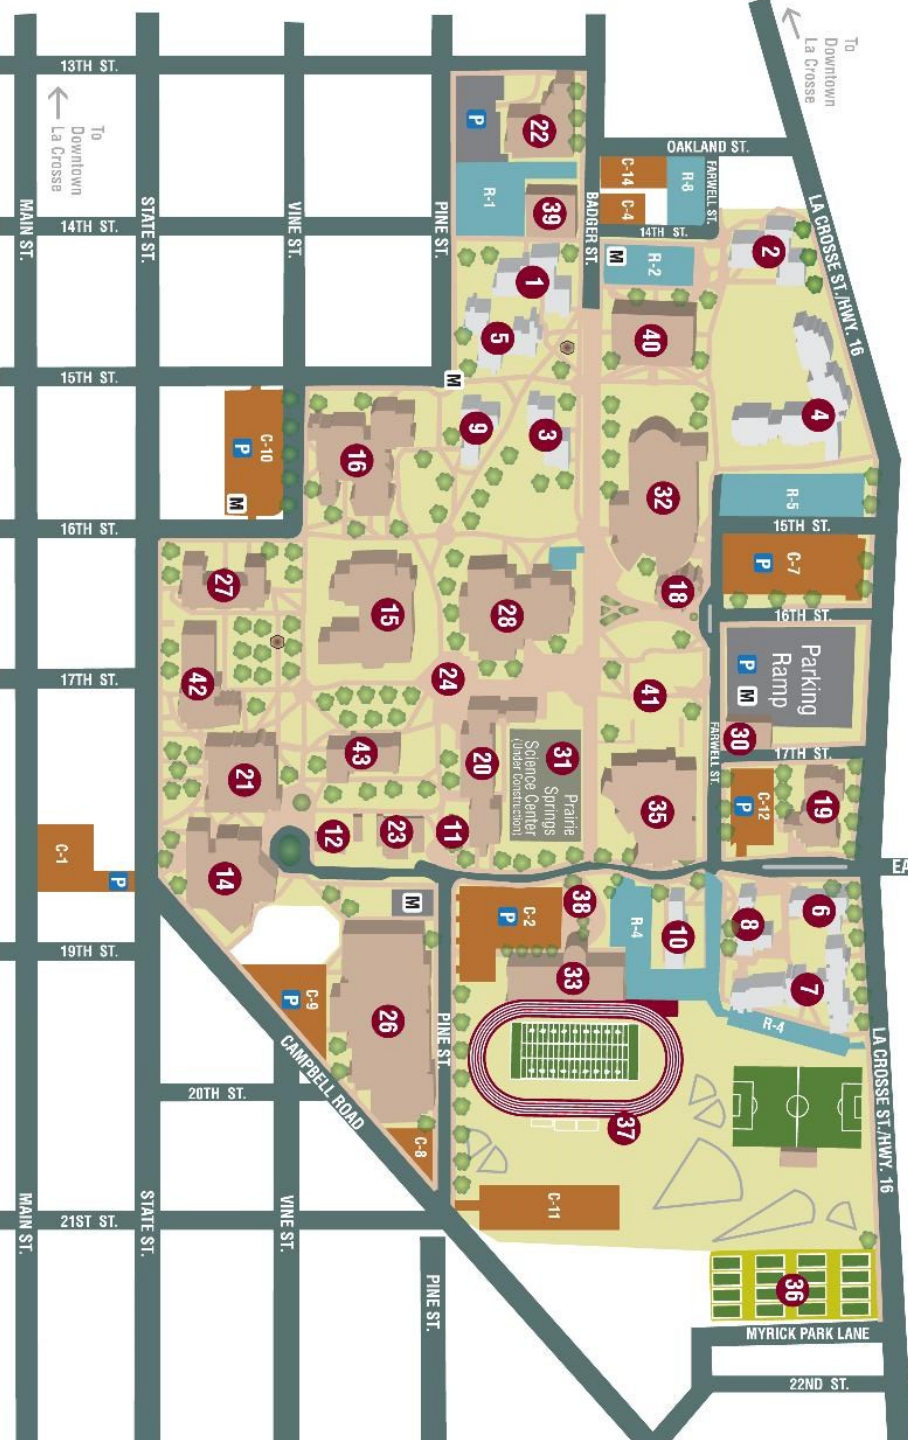 13TH ST.
To
Downtown
La Crosse
To
Downtown
La Crosse
P
22
OAKLAND ST.
C-14
R-8
FARWELL ST.
R-1
39
C-4
MAIN ST.
14TH ST.
STATE ST.
VINE ST.
PINE ST.
BADGER ST.
14TH ST.
LA CROSSE ST./HWY. 16
2
M
R-2
1
5
40
15TH ST.
M
4
9
3
C-10
P
M
16
32
R-5
16TH ST.
15TH ST.
C-7
P
27
15
28
18
16TH ST.
17TH ST.
42
24
41
Parking
Ramp
P
M
30
FARWELL ST.
17TH ST.
43
20
31
Prairie
Springs
Science Center
(Under Construction)
21
35
C-12
P
19
12
23
11
C-1
P
14
EA
M
C-2
P
38
R-4
10
8
6
19TH ST.
C-9
P
26
33
7
R-4
PINE ST.
CAMPBELL ROAD
20TH ST.
37
LA CROSSE ST./HWY. 16
C-8
C-11
MAIN ST.
21ST ST.
STATE ST.
VINE ST.
PINE ST.
36
MYRICK PARK LANE
22ND ST.